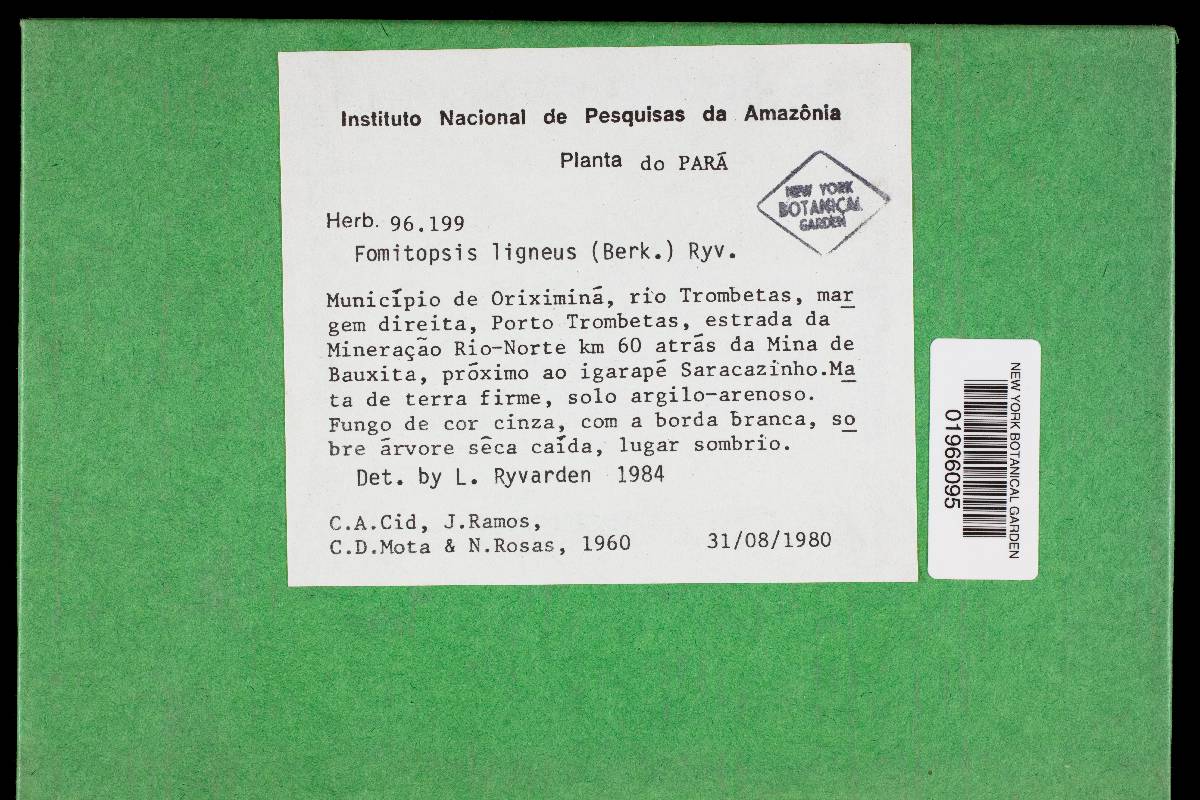 Instituto Nacional de Pesquisas da Amazônia
Planta do PARÁ
NEW YORK
BOTANICAL
GARDEN
Herb. 96.199
Fomitopsis ligneus (Berk.) Ryv.
Município de Oriximiná, rio Trombetas, mar
gem direita, Porto Trombetas, estrada da
Mineração Rio-Norte km 60 atrás da Mina de
Bauxita, próximo ao igarapé Saracazinho.Ma
ta de terra firme, solo argilo-arenoso.
Fungo de cor cinza, com a borda branca, so
bre árvore sêca caída, lugar sombrio.
Det. by L. Ryvarden 1984
C.A.Cid, J.Ramos,
C.D.Mota & N.Rosas, 1960 31/08/1980
NEW YORK BOTANICAL GARDEN
01966095